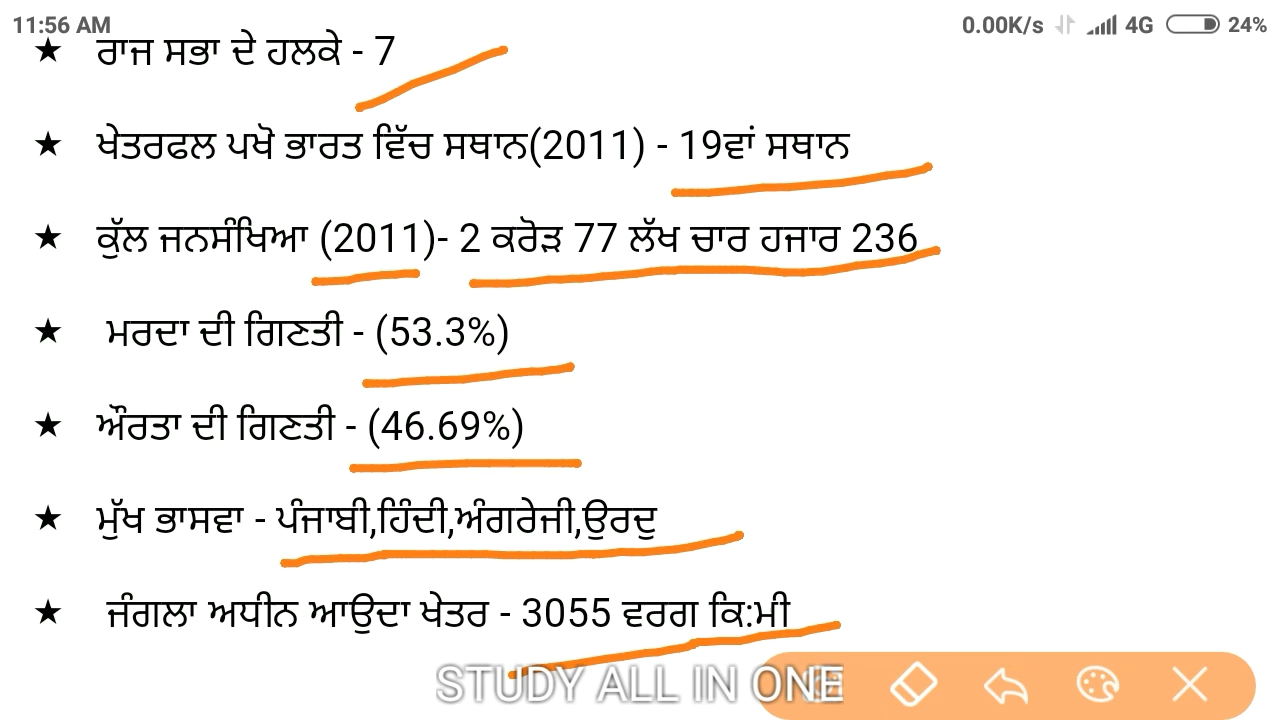 11:56 AM 0.00K/s 4G 24%
★ ਰਾਜ ਸਭਾ ਦੇ ਹਲਕੇ - 7
★ ਖੇਤਰਫਲ ਪਖੋ ਭਾਰਤ ਵਿੱਚ ਸਥਾਨ(2011) - 19ਵਾਂ ਸਥਾਨ
★ ਕੁੱਲ ਜਨਸੰਖਿਆ (2011)- 2 ਕਰੋੜ 77 ਲੱਖ ਚਾਰ ਹਜਾਰ 236
★ ਮਰਦਾ ਦੀ ਗਿਣਤੀ - (53.3%)
★ ਔਰਤਾ ਦੀ ਗਿਣਤੀ - (46.69%)
★ ਮੁੱਖ ਭਾਸਵਾ - ਪੰਜਾਬੀ,ਹਿੰਦੀ,ਅੰਗਰੇਜੀ,ਉਰਦੁ
★ ਜੰਗਲਾ ਅਧੀਨ ਆਉਦਾ ਖੇਤਰ - 3055 ਵਰਗ ਕਿ:ਮੀ
STUDY ALL IN ONE